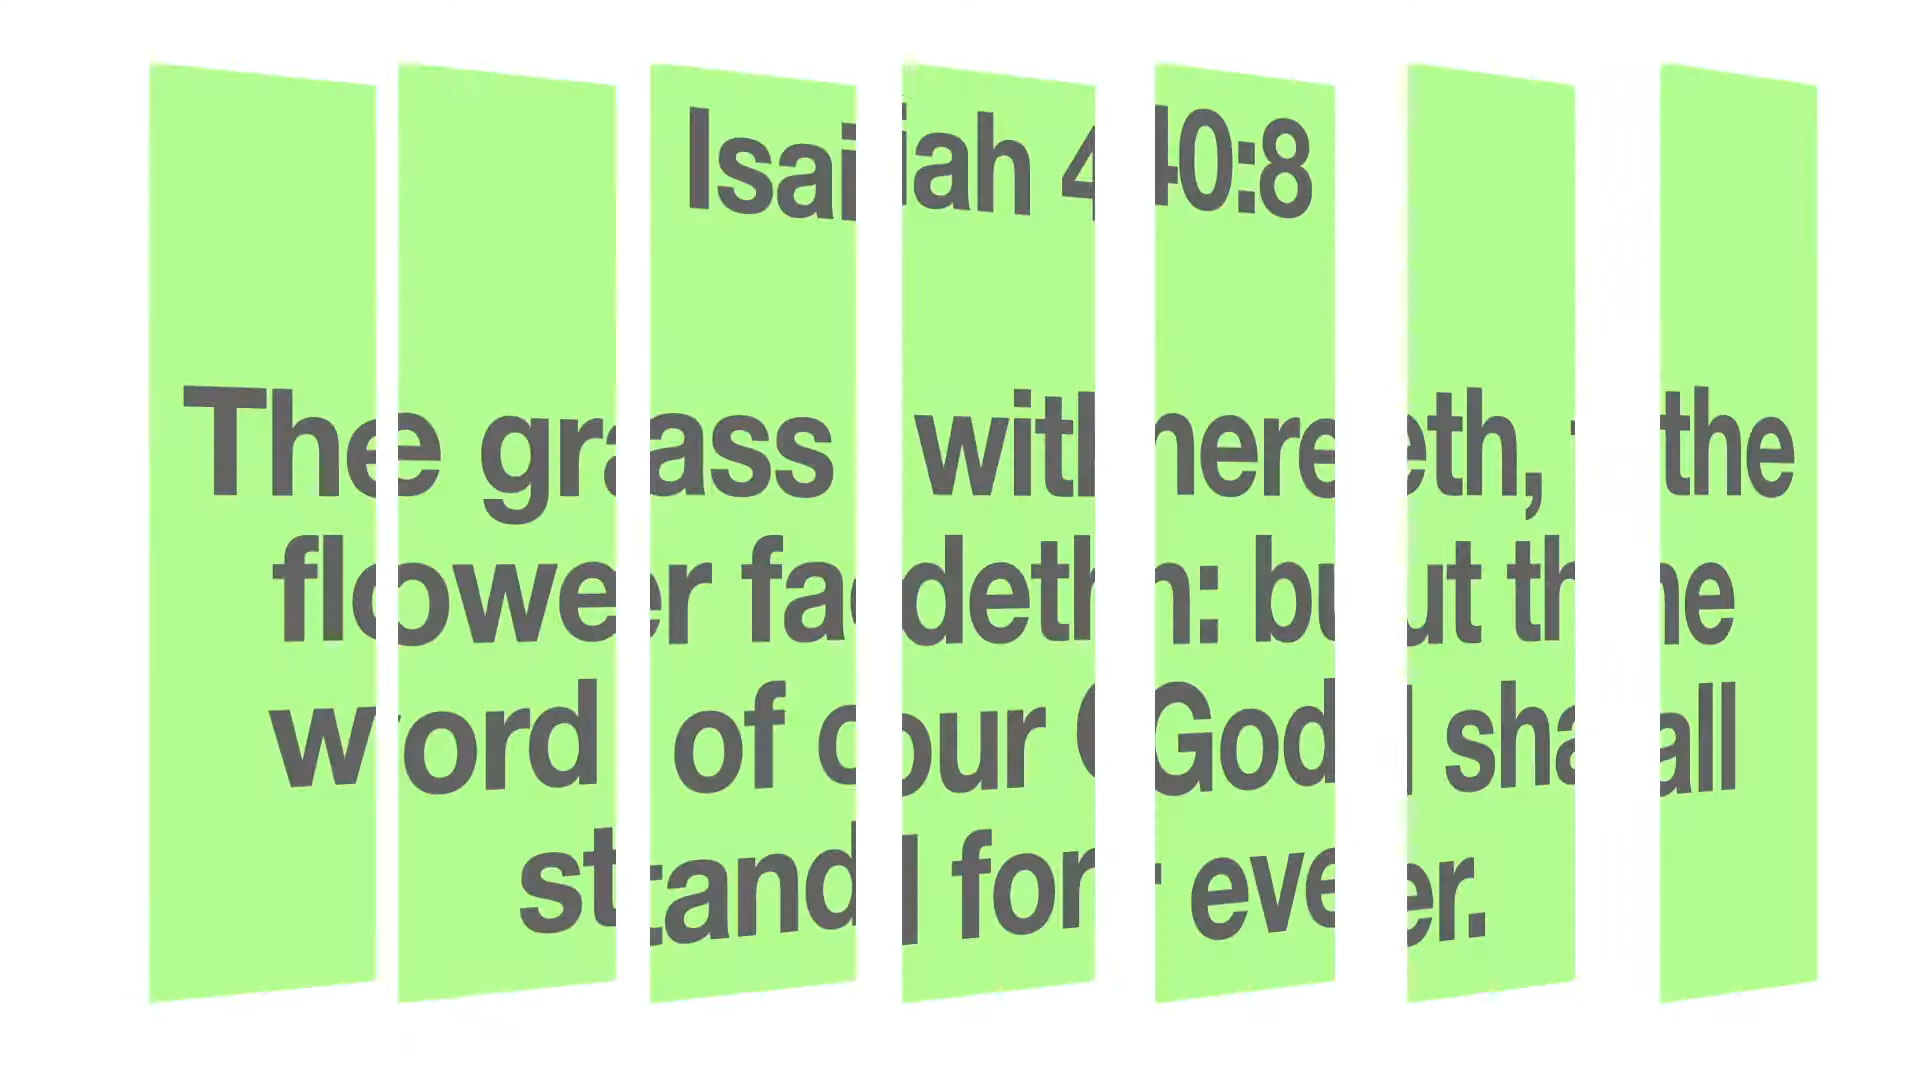 Isaiah 40:8
The grass withereth, the
flower fadeth: but the
word of our God shall
stand for ever.